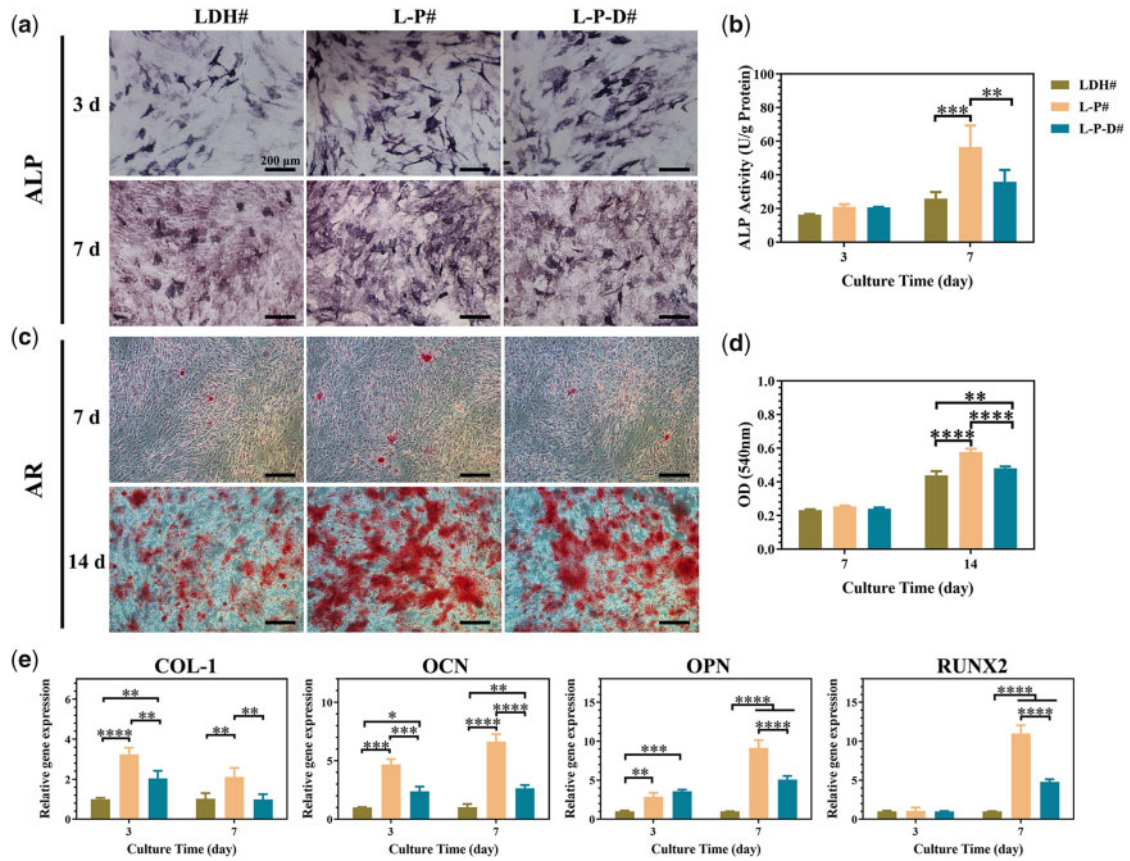 (a)
LDH#
L-P#
L-P-D#
ALP
3 d
200 μm
7 d
(b)
ALP Activity (U/g Protein)
100
80
60
40
20
0
***
**
3
7
Culture Time (day)
LDH#
L-P#
L-P-D#
(c)
AR
7 d
14 d
(d)
OD (540nm)
1.0
0.8
0.6
0.4
0.2
0.0
**
****
****
7
14
Culture Time (day)
(e)
COL-1
Relative gene expression
6
4
2
0
**
**
****
**
**
3
7
Culture Time (day)
OCN
Relative gene expression
10
5
0
*
***
***
**
****
****
3
7
Culture Time (day)
OPN
Relative gene expression
15
10
5
0
***
**
****
****
3
7
Culture Time (day)
RUNX2
Relative gene expression
15
10
5
0
****
****
3
7
Culture Time (day)